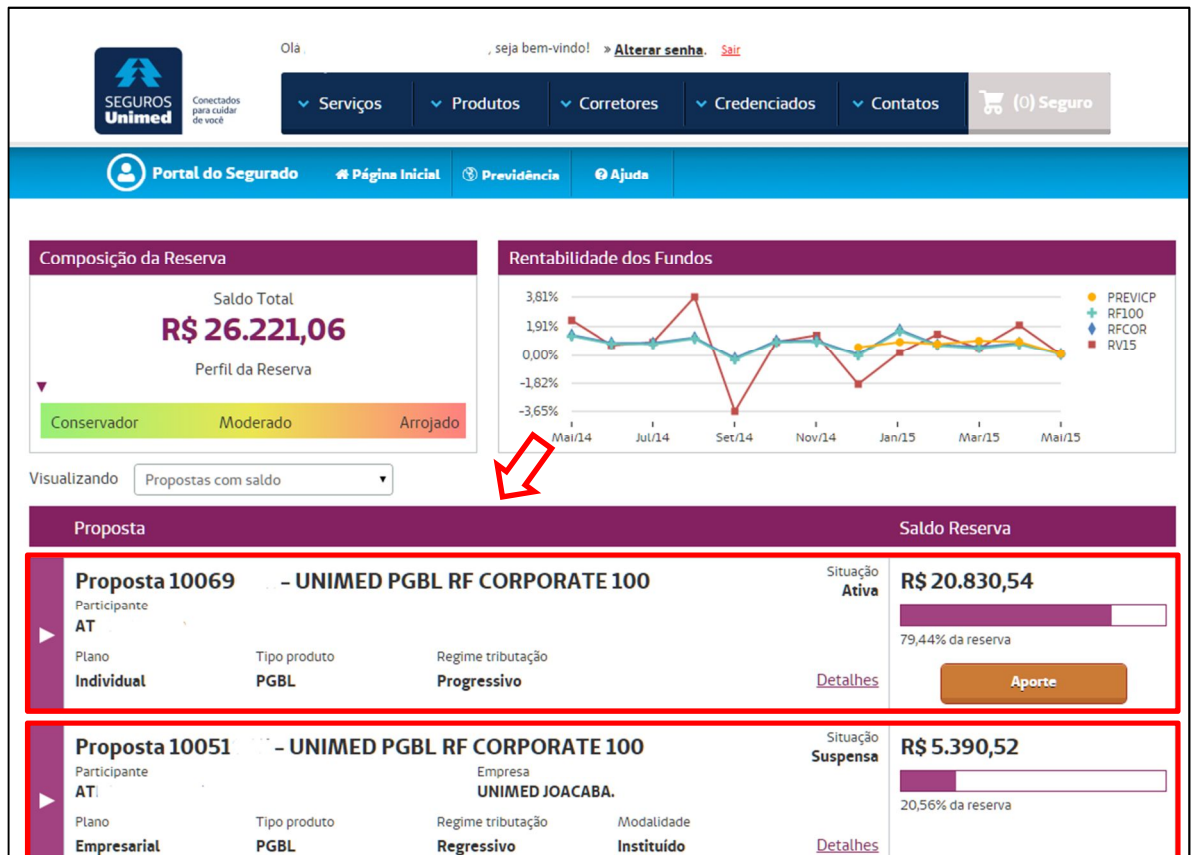 Olá , seja bem-vindo! » Alterar senha. Sair
SEGUROS
Unimed
Conectados
para cuidar
de você
Serviços Produtos Corretores Credenciados Contatos (0) Seguro
Portal do Segurado Página Inicial Previdência Ajuda
Composição da Reserva
Saldo Total
R$ 26.221,06
Perfil da Reserva
Conservador Moderado Arrojado
Rentabilidade dos Fundos
3,81%
1,91%
0,00%
-1,82%
-3,65%
Mai/14 Jul/14 Set/14 Nov/14 Jan/15 Mar/15 Mai/15
PREVICP
RF100
RFCOR
RV15
Visualizando Propostas com saldo
Proposta Saldo Reserva
Proposta 10069 - UNIMED PGBL RF CORPORATE 100
Situação
Ativa
R$ 20.830,54
Participante
AT
79,44% da reserva
Plano Tipo produto Regime tributação
Individual PGBL Progressivo Detalhes
Aporte
Proposta 10051 - UNIMED PGBL RF CORPORATE 100
Situação
Suspensa
R$ 5.390,52
Participante Empresa
AT UNIMED JOACABA.
20,56% da reserva
Plano Tipo produto Regime tributação Modalidade
Empresarial PGBL Regressivo Instituído Detalhes